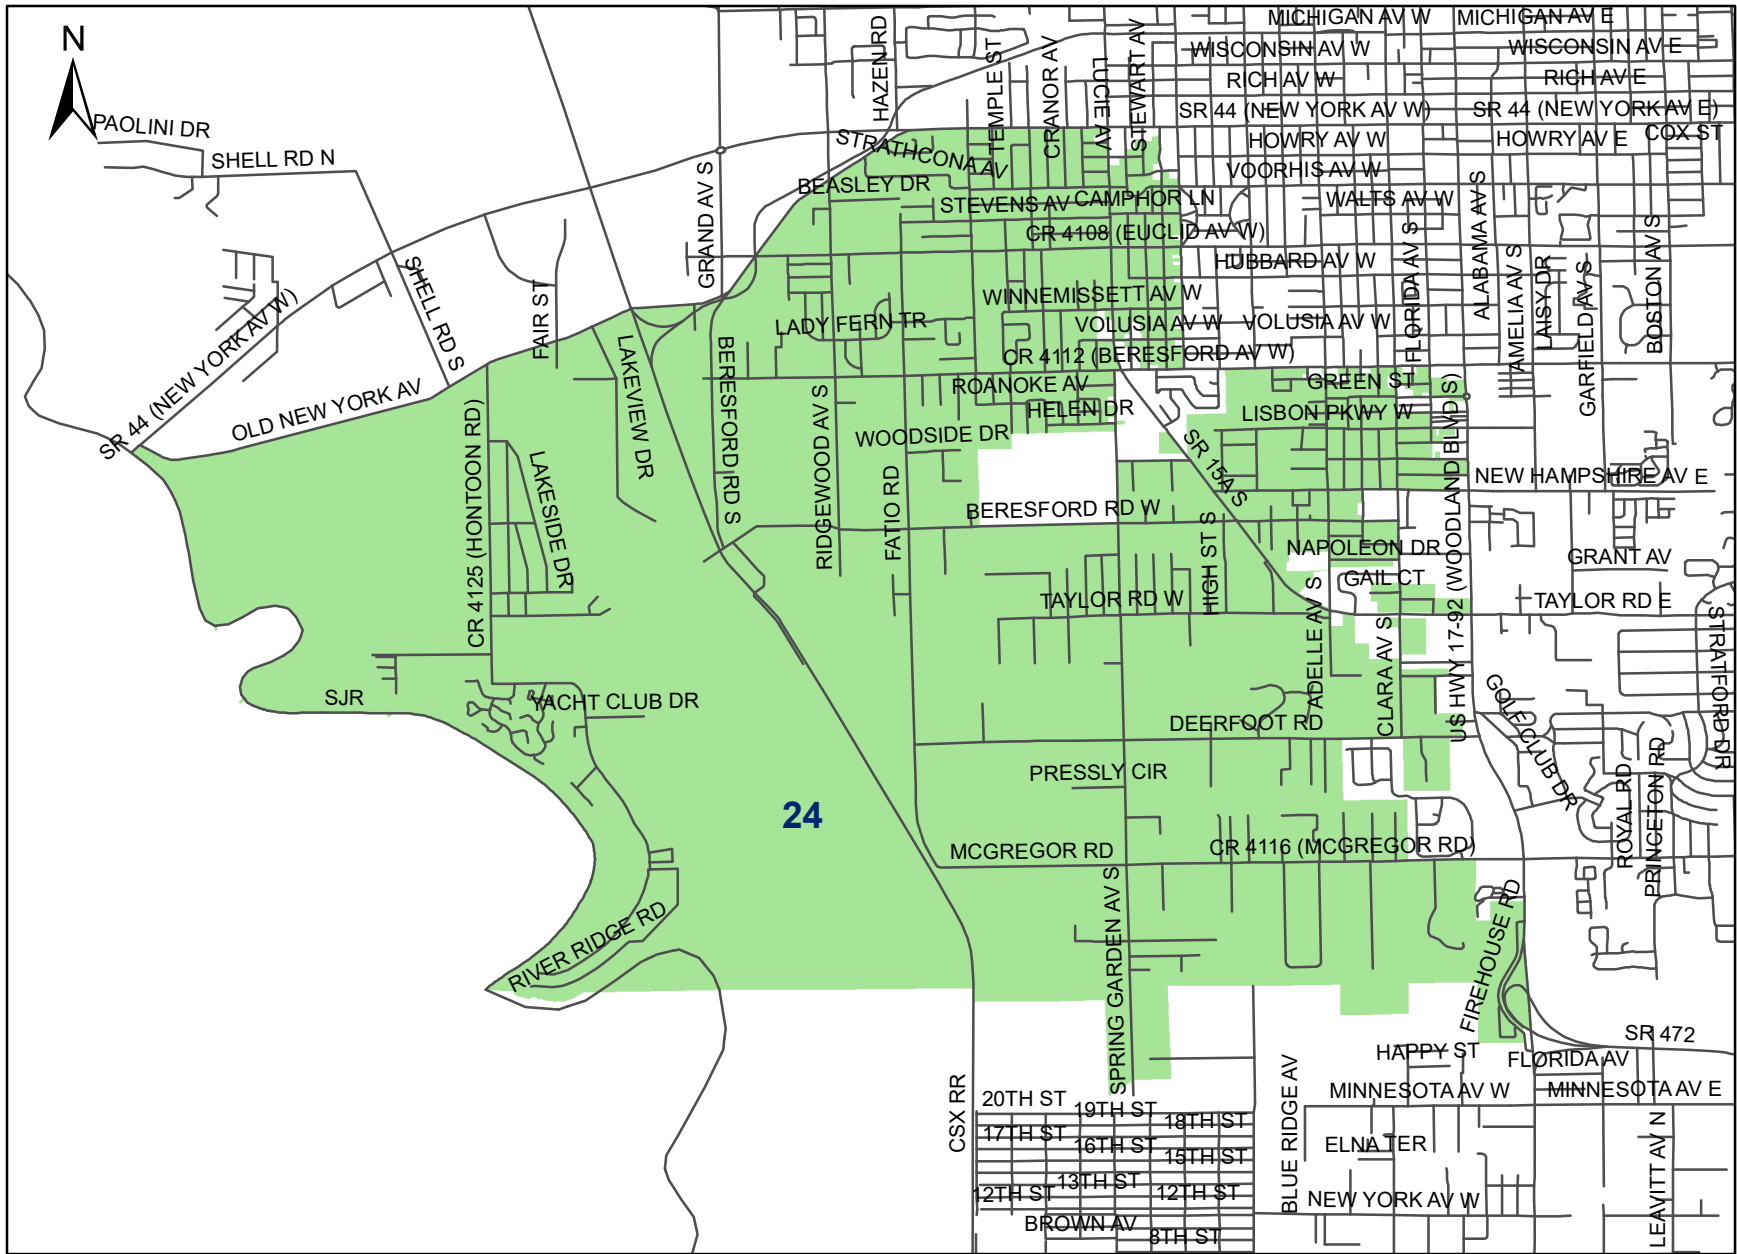 MICHIGAN AV W
MICHIGAN AV E
N
HAZEN RD
TEMPLE ST
CRANOR AV
LUCIE AV
STEWART AV
WISCONSIN AV W
WISCONSIN AV E
RICH AV W
RICH AV E
SR 44 (NEW YORK AV W)
SR 44 (NEW YORK AV E)
PAOLINI DR
SHELL RD N
STRATHCONA AV
HOWRY AV W
HOWRY AV E
COX ST
VOORHIS AV W
GRAND AV S
BEASLEY DR
STEVENS AV
CAMPHOR LN
WALTS AV W
ALABAMA AV S
CR 4108 (EUCLID AV W)
FLORIDA AV S
BOSTON AV S
HUBBARD AV W
AMELIA AV S
LAISY DR
GARFIELD AV S
SHELL RD S
FAIR ST
SR 44 (NEW YORK AV W)
WINNEMISSETT AV W
LADY FERN TR
VOLUSIA AV W
VOLUSIA AV W
CR 4112 (BERESFORD AV W)
LAKEVIEW DR
BERESFORD RD S
ROANOKE AV
GREEN ST
OLD NEW YORK AV
HELEN DR
LISBON PKWY W
RIDGEWOOD AV S
WOODSIDE DR
CR 4125 (HONTOON RD)
LAKESIDE DR
FATIO RD
SR 15A S
US HWY 17-92 (WOODLAND BLVD S)
NEW HAMPSHIRE AV E
BERESFORD RD W
HIGH ST S
NAPOLEON DR
GRANT AV
GAIL CT
TAYLOR RD W
ADELLE AV S
CLARA AV S
TAYLOR RD E
STRATFORD DR
SJR
YACHT CLUB DR
DEERFOOT RD
GOLF CLUB DR
PRESSLY CIR
ROYAL RD
PRINCETON RD
24
MCGREGOR RD
CR 4116 (MCGREGOR RD)
RIVER RIDGE RD
SPRING GARDEN AV S
FIREHOUSE RD
SR 472
HAPPY ST
FLORIDA AV
CSX RR
BLUE RIDGE AV
MINNESOTA AV W
MINNESOTA AV E
20TH ST
19TH ST
18TH ST
17TH ST
16TH ST
15TH ST
ELNA TER
13TH ST
12TH ST
12TH ST
NEW YORK AV W
LEAVITT AV N
BROWN AV
8TH ST